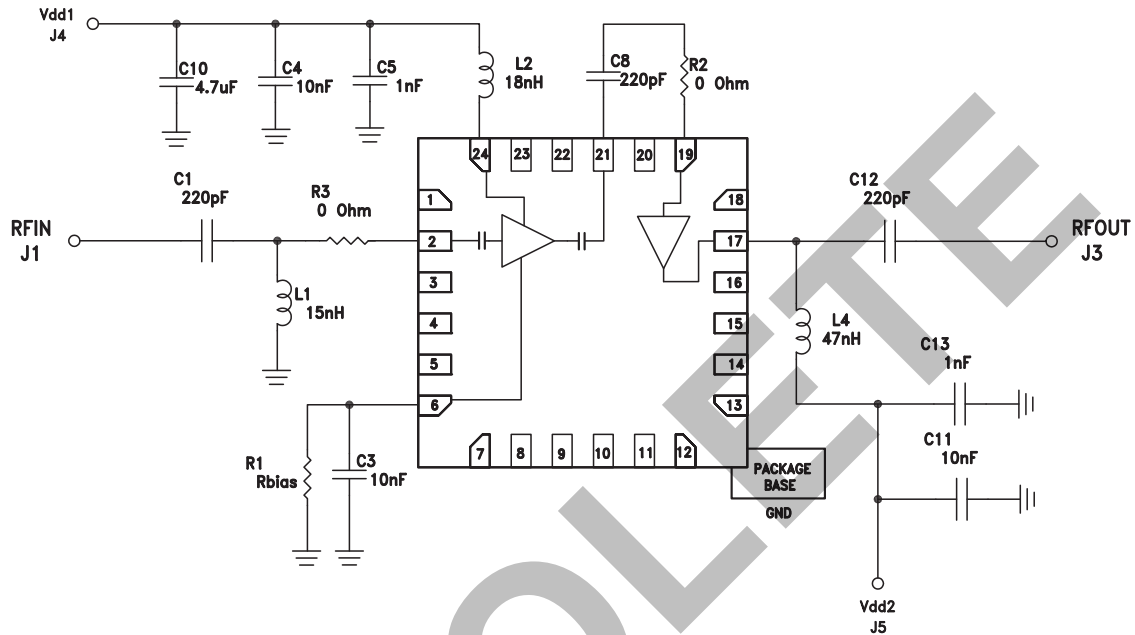 Vdd1
J4
C10
4.7uF
C4
10nF
C5
1nF
L2
18nH
C8
220pF
R2
0 Ohm
24
23
22
21
20
19
C1
220pF
R3
0 Ohm
RFIN
J1
L1
15nH
1
2
3
4
5
6
18
17
16
15
14
13
C12
220pF
RFOUT
J3
L4
47nH
C13
1nF
C11
10nF
R1
Rbias
C3
10nF
7
8
9
10
11
12
PACKAGE
BASE
GND
Vdd2
J5
OLETE